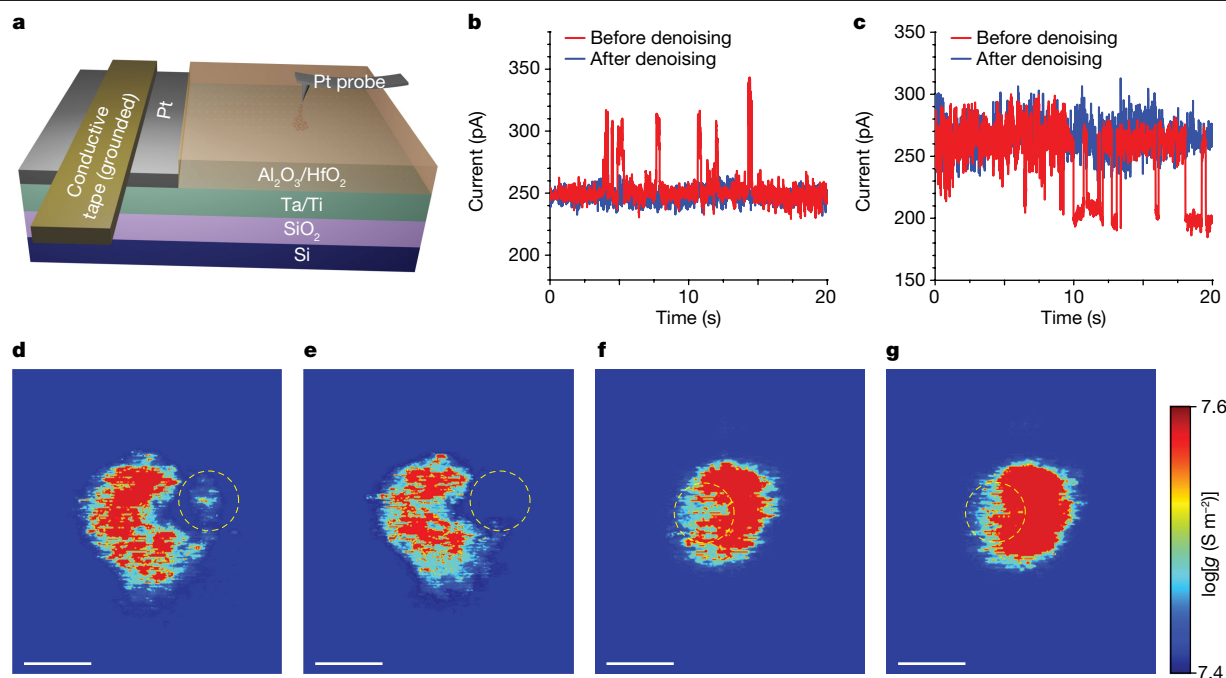 a
Conductive
tape (grounded)
Pt
Pt probe
Al₂O₃/HfO₂
Ta/Ti
SiO₂
Si
b
Before denoising
After denoising
350
300
250
200
Current (pA)
0
10
20
Time (s)
c
Before denoising
After denoising
350
300
250
200
150
Current (pA)
0
10
20
Time (s)
d
e
f
g
7.6
log[g (S m⁻²)]
7.4